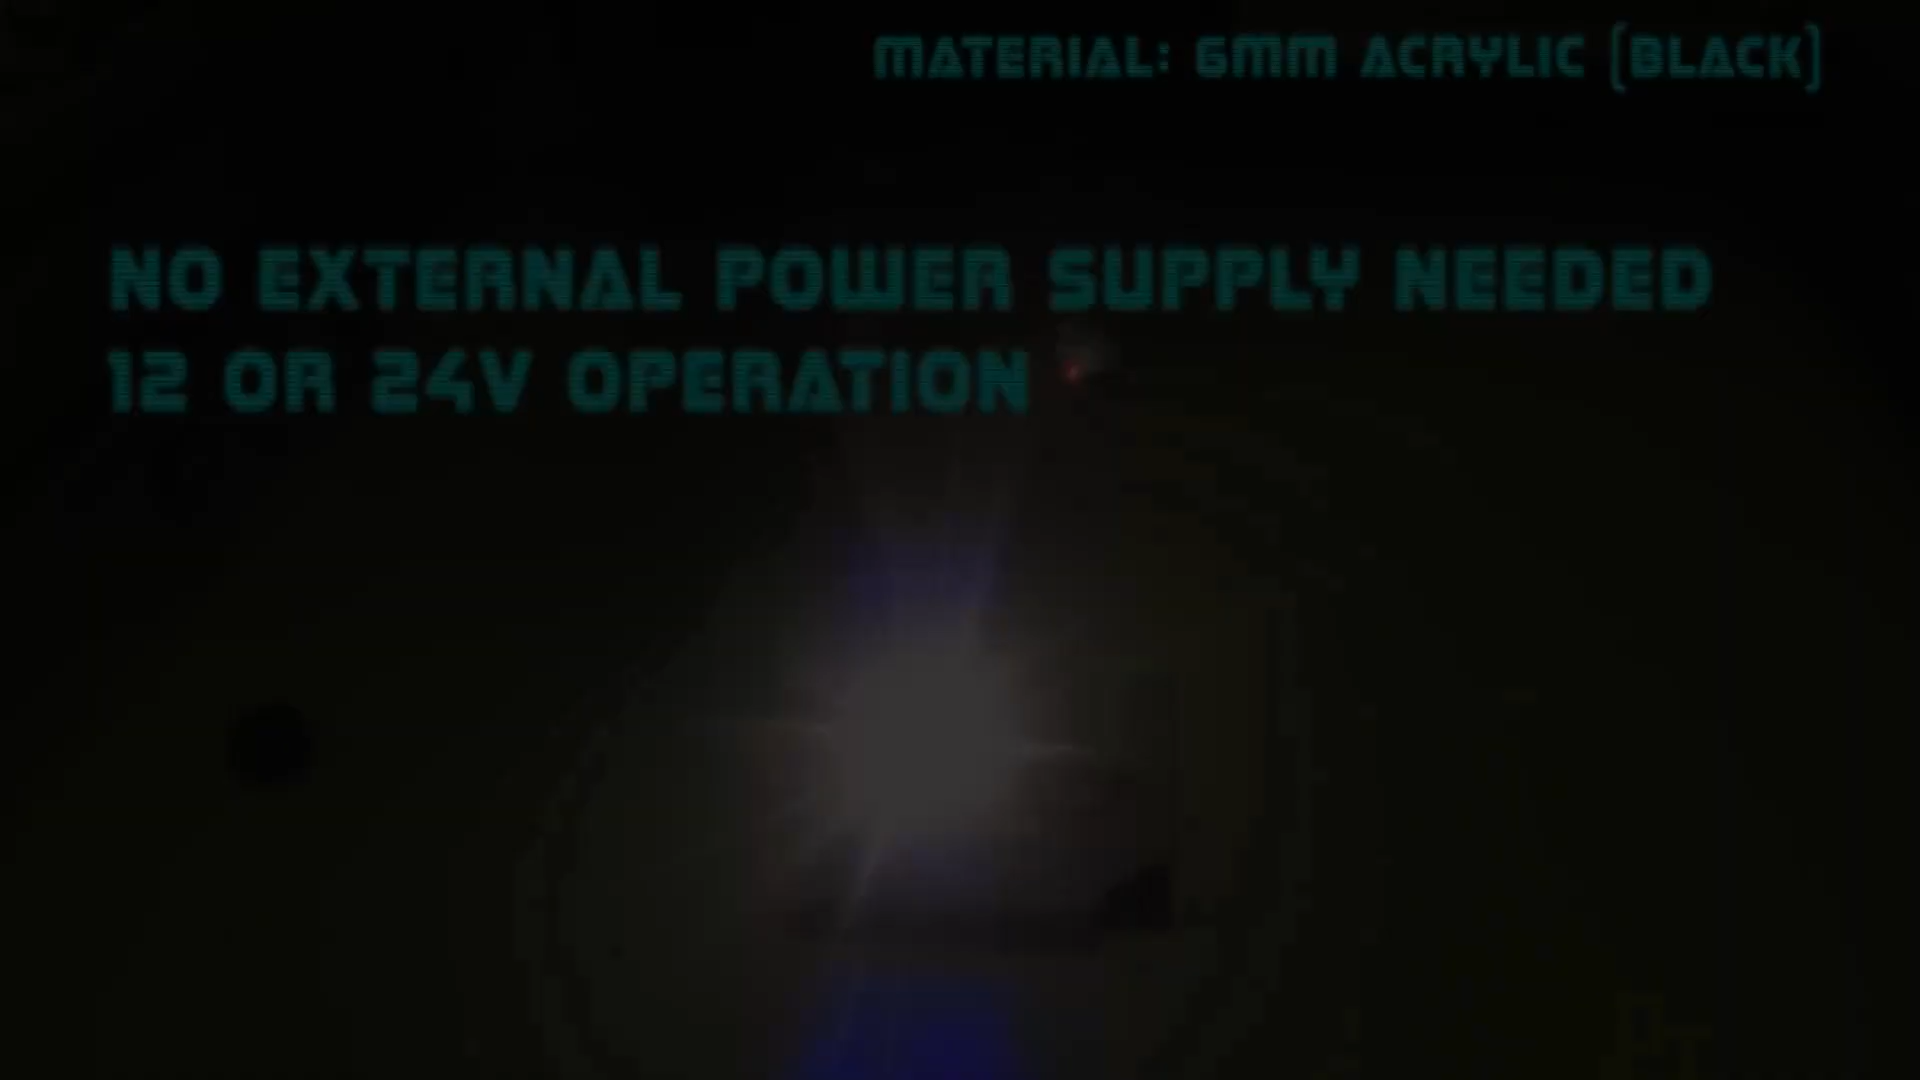 MATERIAL: 6MM ACRYLIC (BLACK)
NO EXTERNAL POWER SUPPLY NEEDED
12 OR 24V OPERATION